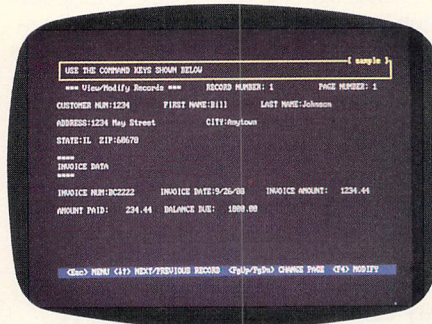 sample
USE THE COMMAND KEYS SHOWN BELOW
=== View/Modify Records === RECORD NUMBER: 1 PAGE NUMBER: 1
CUSTOMER NUM:1234 FIRST NAME:Bill LAST NAME:Johnson
ADDRESS:1234 May Street CITY:Anytown
STATE:IL ZIP:60670
====
INVOICE DATA
====
INVOICE NUM:BC2222 INVOICE DATE:9/26/88 INVOICE AMOUNT: 1234.44
AMOUNT PAID: 234.44 BALANCE DUE: 1000.00
<Esc> MENU <↓↑> NEXT/PREVIOUS RECORD <PgUp/PgDn> CHANGE PAGE <F4> MODIFY